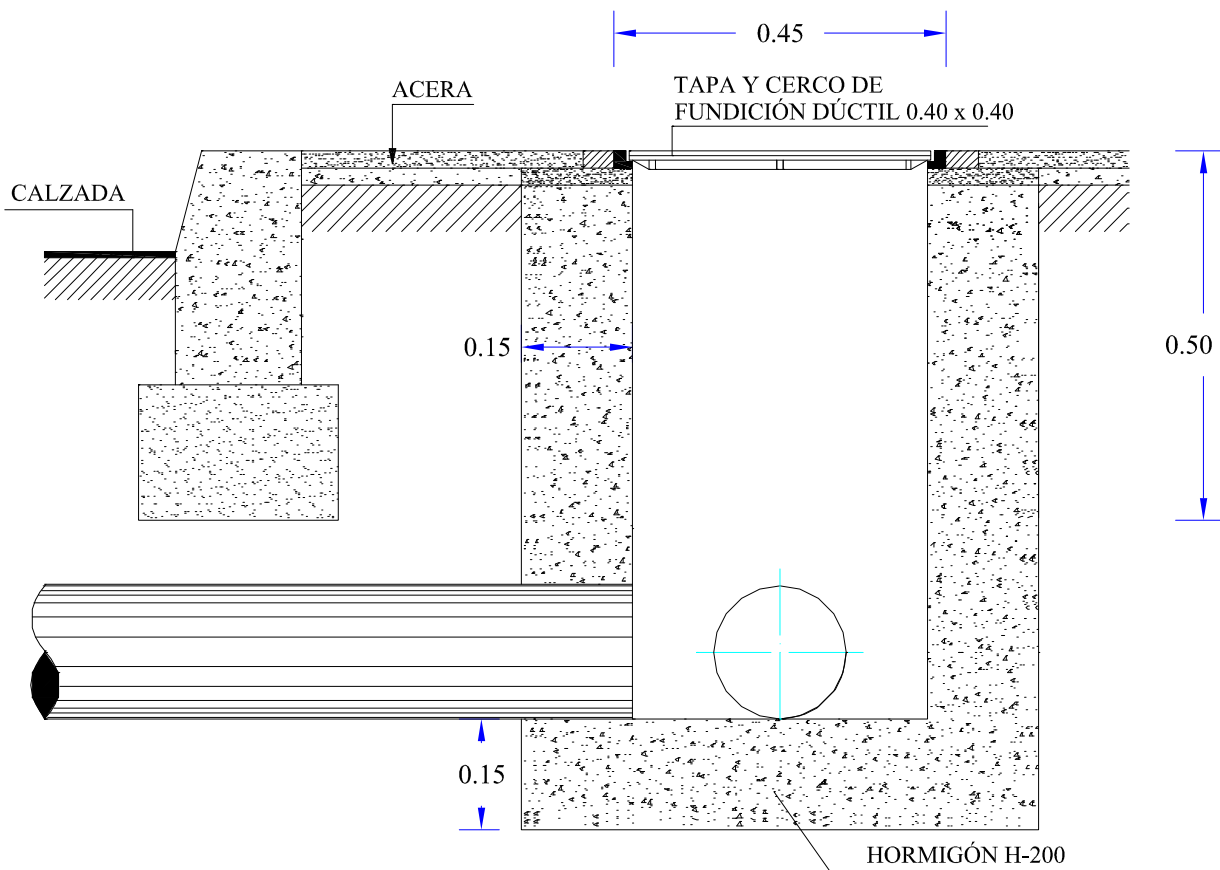 0.45
TAPA Y CERCO DE
FUNDICIÓN DÚCTIL 0.40 x 0.40
ACERA
CALZADA
0.15
0.50
0.15
HORMIGÓN H-200